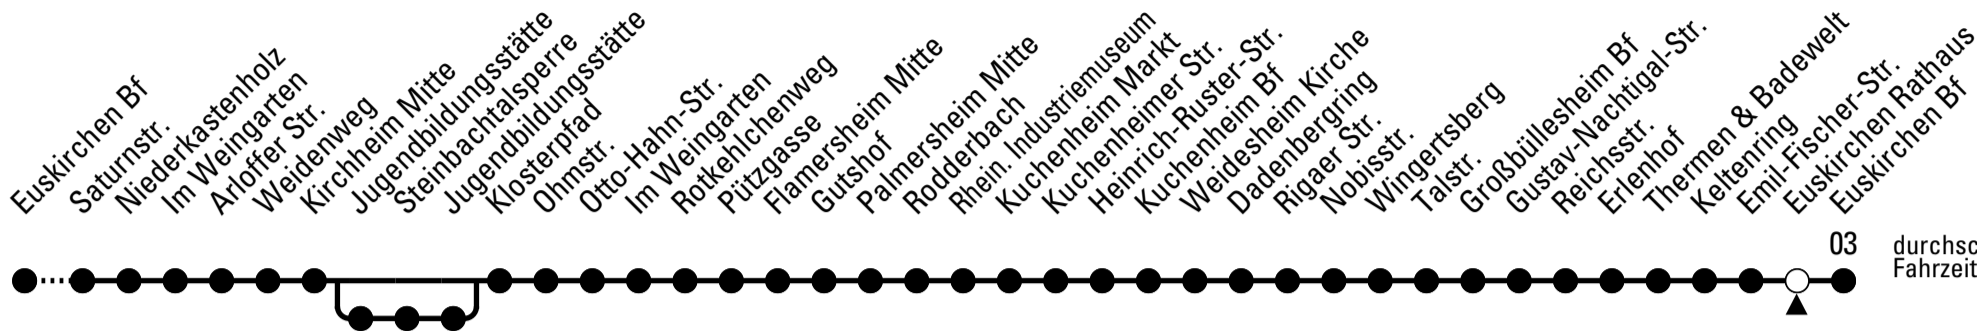 Euskirchen Bf
Saturnstr.
Niederkastenholz
Im Weingarten
Arloffer Str.
Weidenweg
Kirchheim Mitte
Jugendbildungsstätte
Steinbachtalsperre
Jugendbildungsstätte
Klosterpfad
Ohmstr.
Otto-Hahn-Str.
Im Weingarten
Rotkehlchenweg
Pützgasse
Flamersheim Mitte
Gutshof
Palmersheim Mitte
Rodderbach
Rhein. Industriemuseum
Kuchenheim Markt
Kuchenheimer Str.
Heinrich-Ruster-Str.
Kuchenheim Bf
Weidesheim Kirche
Dadenbergring
Rigaer Str.
Nobisstr.
Wingertsberg
Talstr.
Großbüllesheim Bf
Gustav-Nachtigal-Str.
Reichsstr.
Erlenhof
Thermen & Badewelt
Keltenring
Emil-Fischer-Str.
Euskirchen Rathaus
Euskirchen Bf
03
durchsc
Fahrzeit